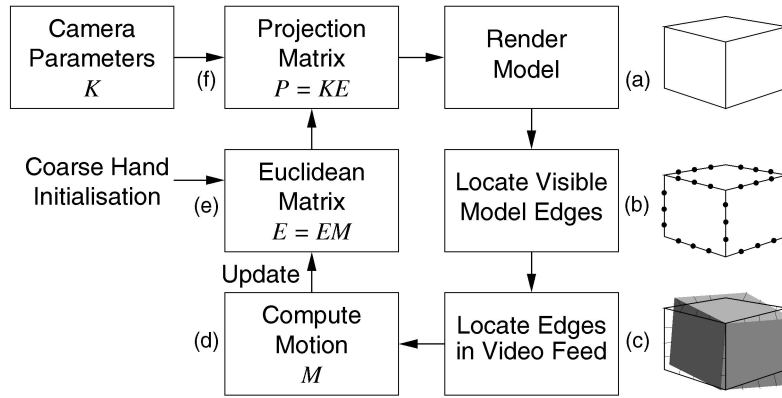 Camera
Parameters
K
(f)
Projection
Matrix
P = KE
Render
Model
(a)
Coarse Hand
Initialisation
(e)
Euclidean
Matrix
E = EM
Locate Visible
Model Edges
(b)
Update
(d)
Compute
Motion
M
Locate Edges
in Video Feed
(c)